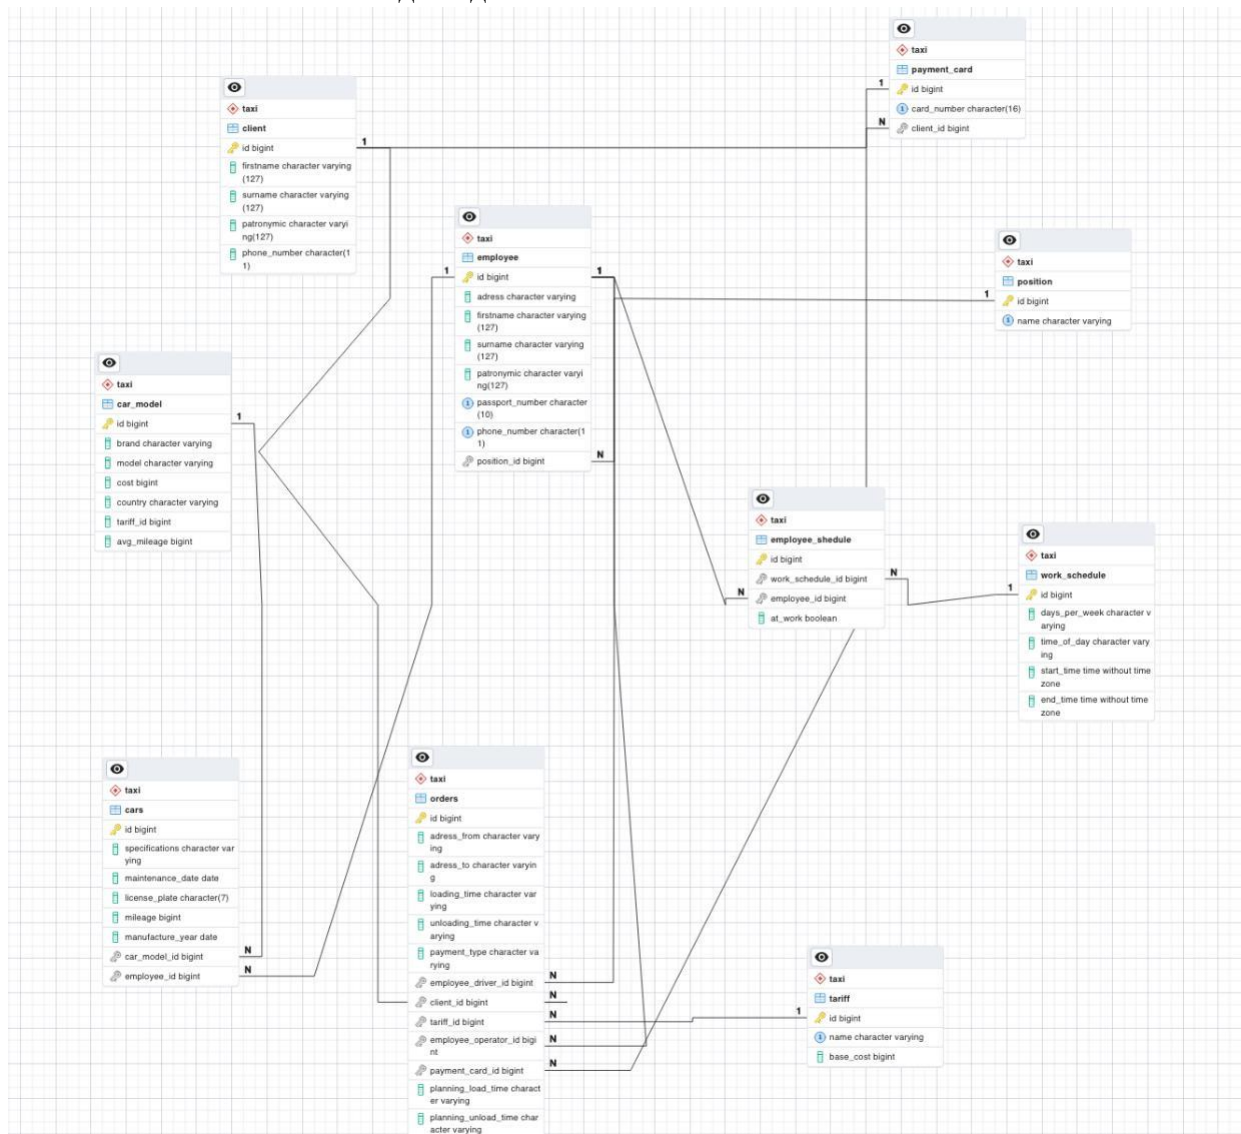 taxi
payment_card
id bigint
card_number character(16)
client_id bigint
1
N
taxi
client
id bigint
firstname character varying
(127)
surname character varying
(127)
patronymic character varyi
ng(127)
phone_number character(1
1)
1
taxi
employee
id bigint
adress character varying
firstname character varying
(127)
surname character varying
(127)
patronymic character varyi
ng(127)
passport_number character
(10)
phone_number character(1
1)
position_id bigint
1
1
N
taxi
position
id bigint
name character varying
1
taxi
car_model
id bigint
brand character varying
model character varying
cost bigint
country character varying
tariff_id bigint
avg_mileage bigint
1
taxi
employee_shedule
id bigint
work_schedule_id bigint
employee_id bigint
at_work boolean
N
N
taxi
work_schedule
id bigint
days_per_week character v
arying
time_of_day character vary
ing
start_time time without time
zone
end_time time without time
zone
1
taxi
cars
id bigint
specifications character var
ying
maintenance_date date
license_plate character(7)
mileage bigint
manufacture_year date
car_model_id bigint
employee_id bigint
N
N
taxi
orders
id bigint
adress_from character vary
ing
adress_to character varyin
g
loading_time character var
ying
unloading_time character v
arying
payment_type character va
rying
employee_driver_id bigint
client_id bigint
tariff_id bigint
employee_operator_id bigi
nt
payment_card_id bigint
planning_load_time charact
er varying
planning_unload_time char
acter varying
N
N
N
N
N
taxi
tariff
id bigint
name character varying
base_cost bigint
1